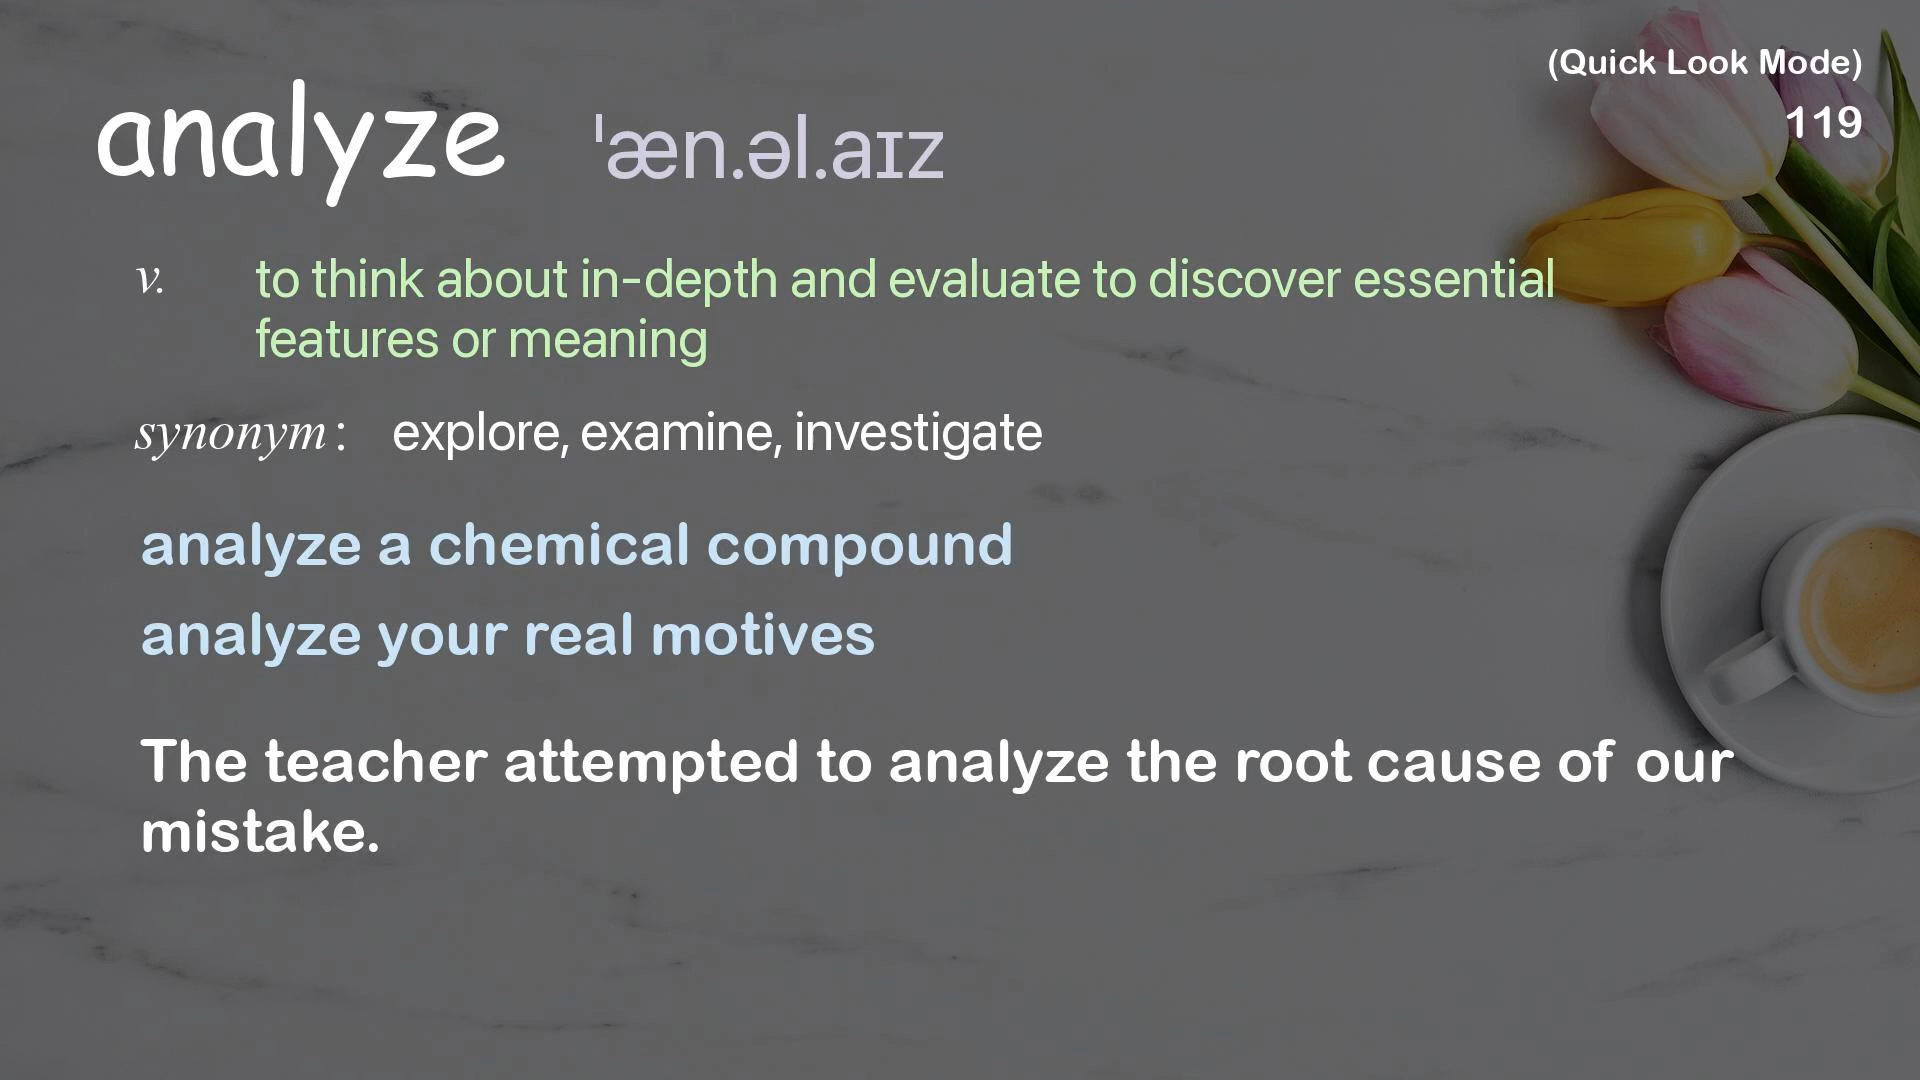 (Quick Look Mode)
119
analyze ˈæn.əl.aɪz
v. to think about in-depth and evaluate to discover essential
features or meaning
synonym: explore, examine, investigate
analyze a chemical compound
analyze your real motives
The teacher attempted to analyze the root cause of our
mistake.